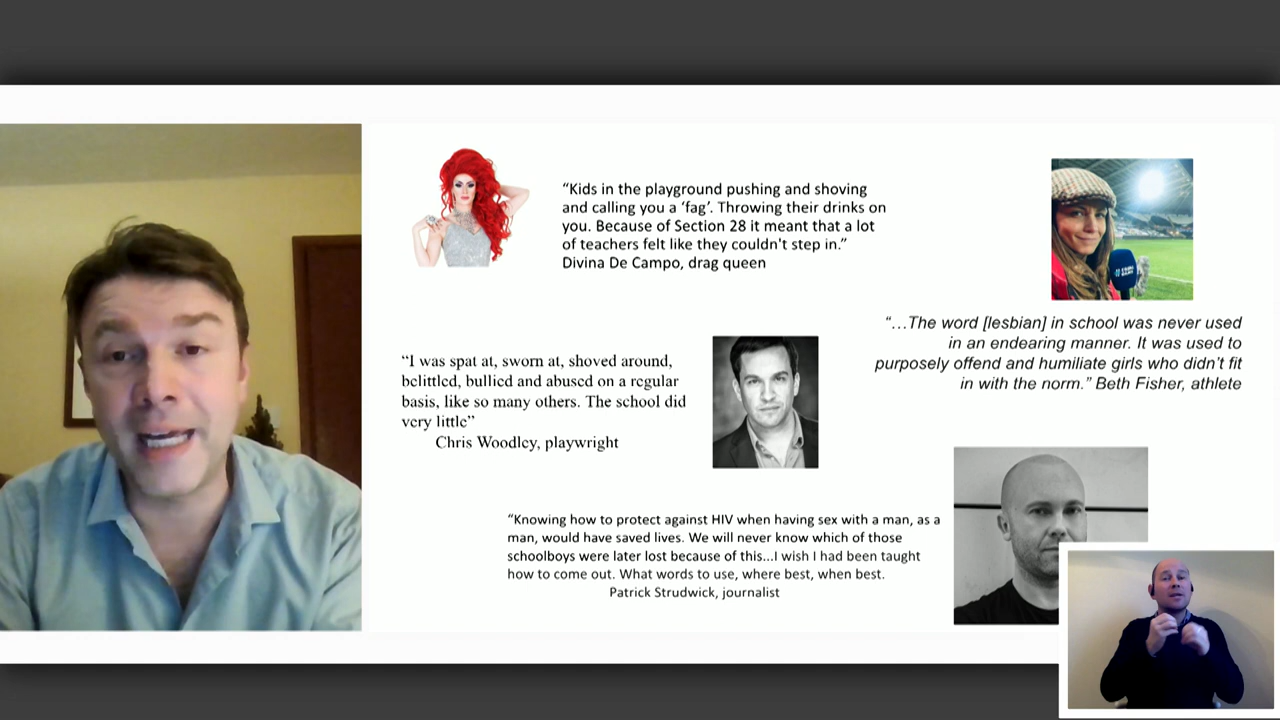 “Kids in the playground pushing and shoving
and calling you a ‘fag’. Throwing their drinks on
you. Because of Section 28 it meant that a lot
of teachers felt like they couldn't step in.”
Divina De Campo, drag queen
“…The word [lesbian] in school was never used
in an endearing manner. It was used to
purposely offend and humiliate girls who didn’t fit
in with the norm.” Beth Fisher, athlete
“I was spat at, sworn at, shoved around,
belittled, bullied and abused on a regular
basis, like so many others. The school did
very little”
Chris Woodley, playwright
“Knowing how to protect against HIV when having sex with a man, as a
man, would have saved lives. We will never know which of those
schoolboys were later lost because of this...I wish I had been taught
how to come out. What words to use, where best, when best.
Patrick Strudwick, journalist